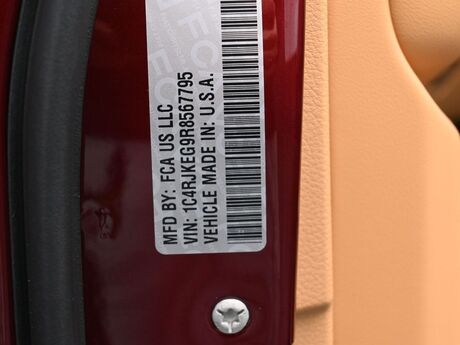 MFD BY: FCA US LLC
VIN: 1C4RJKEG9R8567795
VEHICLE MADE IN: U.S.A.